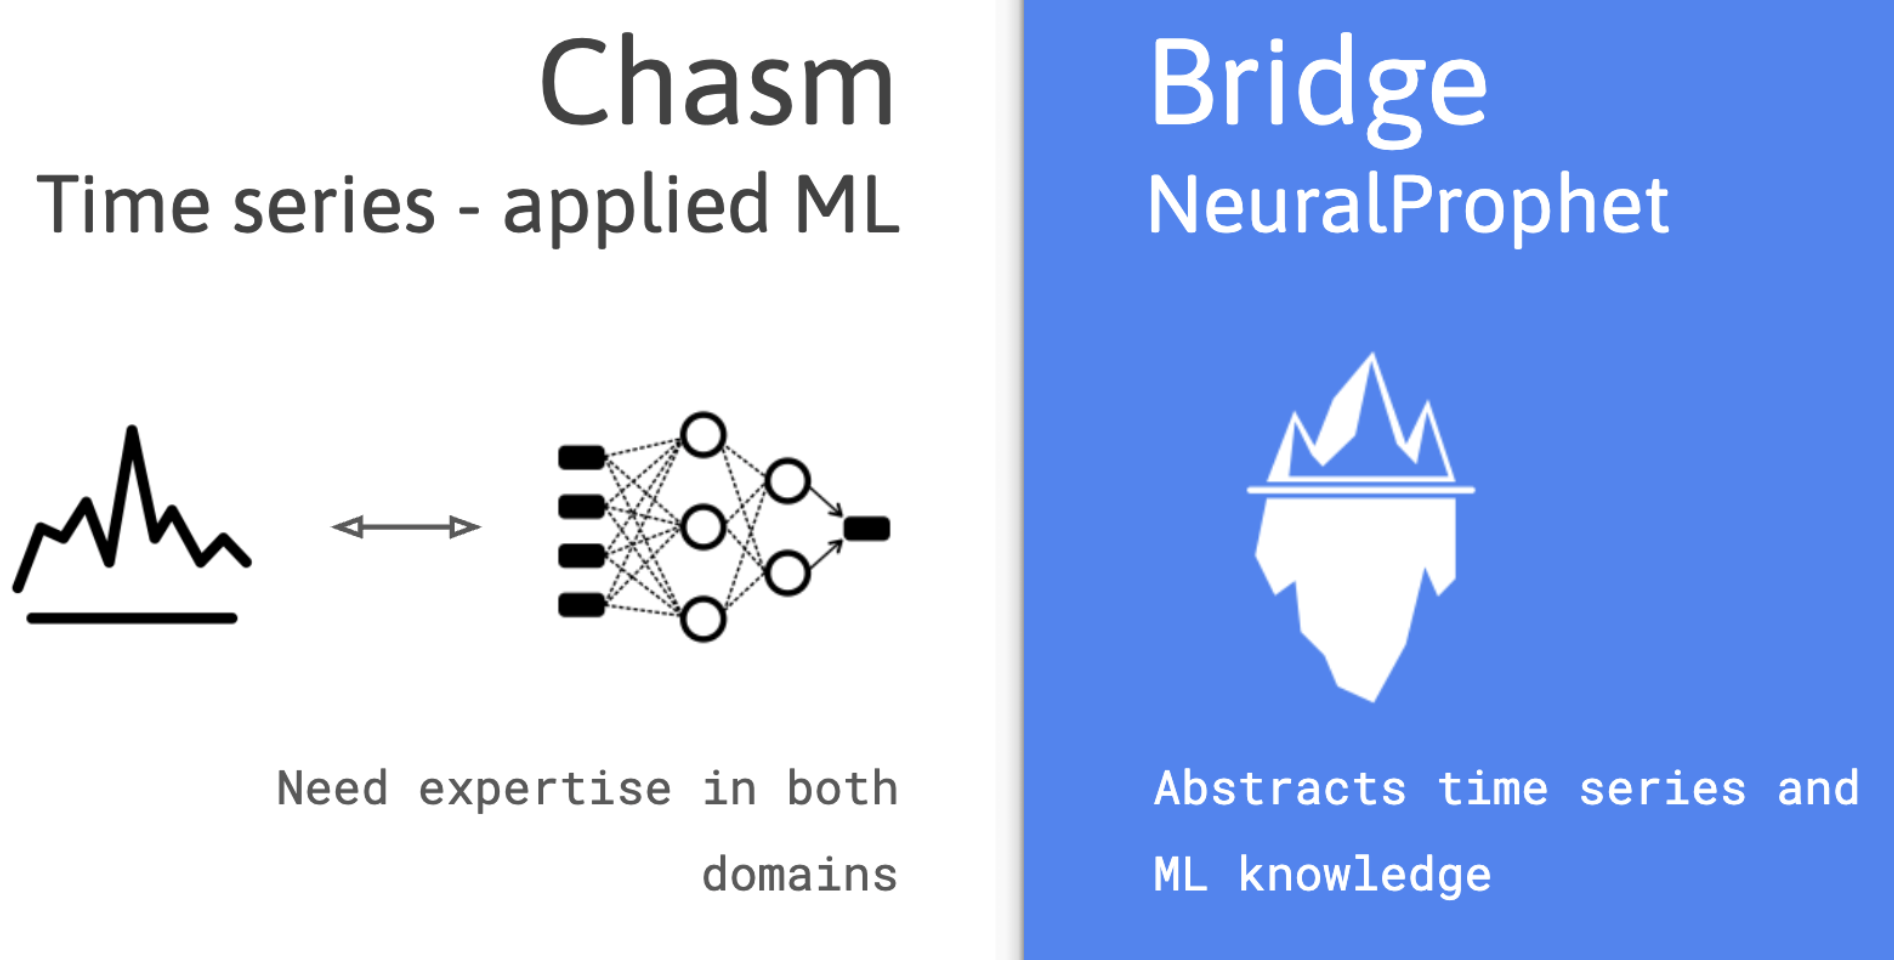 Chasm
Time series - applied ML
Need expertise in both
domains
Bridge
NeuralProphet
Abstracts time series and
ML knowledge